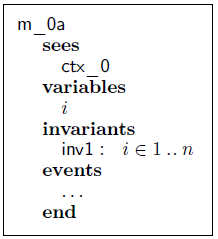 m_0a
sees
ctx_0
variables
i
invariants
inv1 : i ∈ 1 .. n
events
...
end